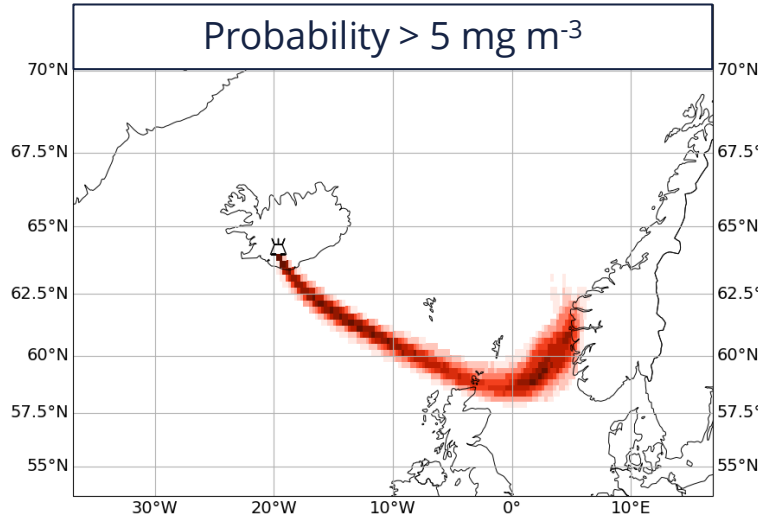 Probability > 5 mg m-3
70°N 70°N
67.5°N 67.5°N
65°N 65°N
62.5°N 62.5°N
60°N 60°N
57.5°N 57.5°N
55°N 55°N
30°W 20°W 10°W 0° 10°E